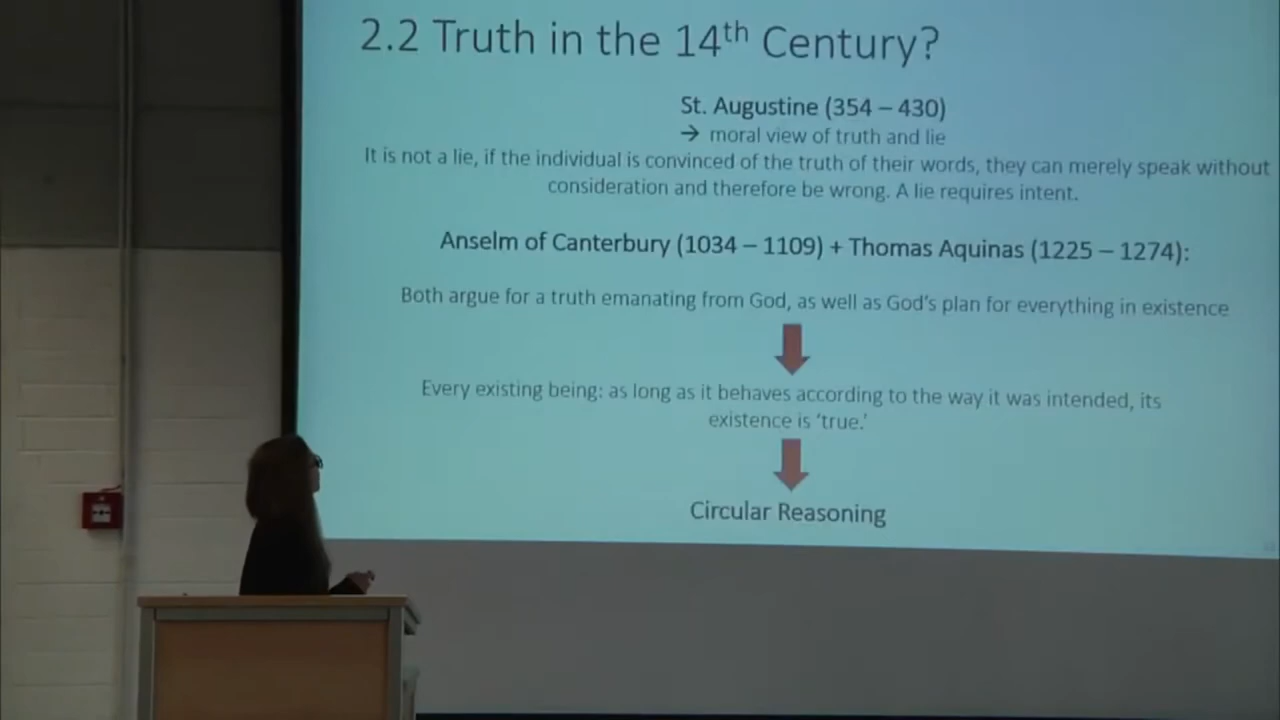 2.2 Truth in the 14th Century?
St. Augustine (354 – 430)
→ moral view of truth and lie
It is not a lie, if the individual is convinced of the truth of their words, they can merely speak without
consideration and therefore be wrong. A lie requires intent.
Anselm of Canterbury (1034 – 1109) + Thomas Aquinas (1225 – 1274):
Both argue for a truth emanating from God, as well as God's plan for everything in existence
Every existing being: as long as it behaves according to the way it was intended, its
existence is 'true.'
Circular Reasoning